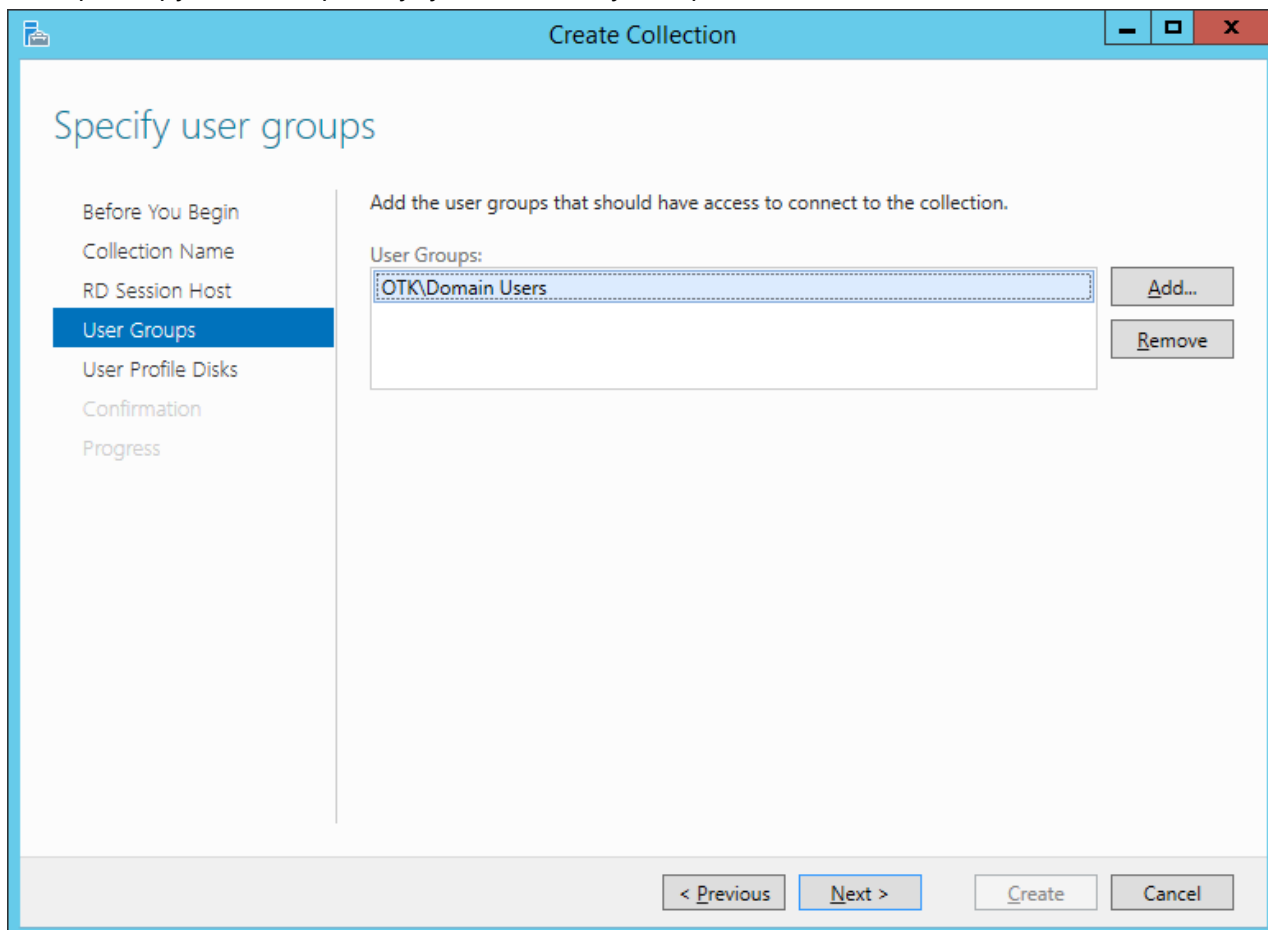 Create Collection
Specify user groups
Before You Begin
Collection Name
RD Session Host
User Groups
User Profile Disks
Confirmation
Progress
Add the user groups that should have access to connect to the collection.
User Groups:
OTK\Domain Users
Add...
Remove
< Previous
Next >
Create
Cancel